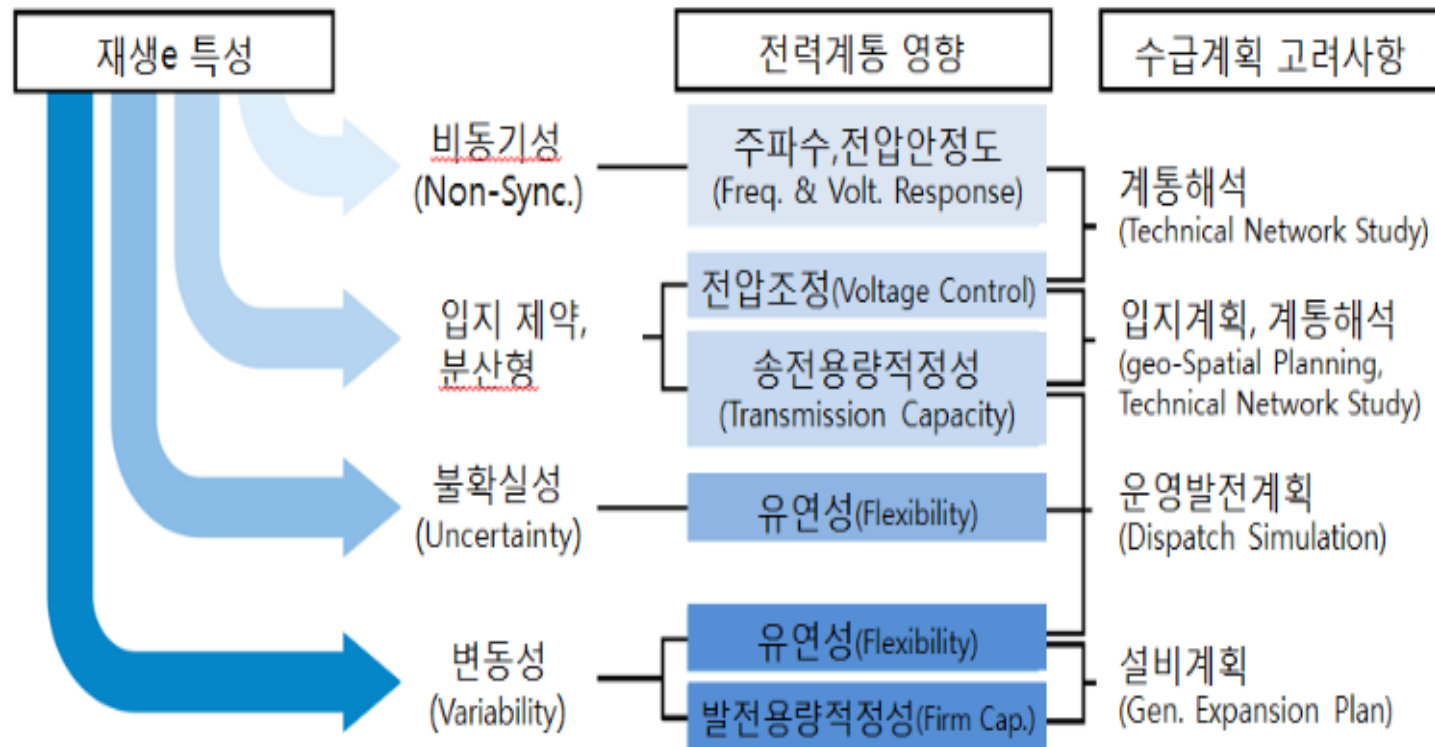 재생e 특성
전력계통 영향
수급계획 고려사항
비동기성
(Non-Sync.)
주파수,전압안정도
(Freq. & Volt. Response)
계통해석
(Technical Network Study)
입지 제약,
분산형
전압조정(Voltage Control)
송전용량적정성
(Transmission Capacity)
입지계획, 계통해석
(geo-Spatial Planning,
Technical Network Study)
불확실성
(Uncertainty)
유연성(Flexibility)
운영발전계획
(Dispatch Simulation)
변동성
(Variability)
유연성(Flexibility)
발전용량적정성(Firm Cap.)
설비계획
(Gen. Expansion Plan)